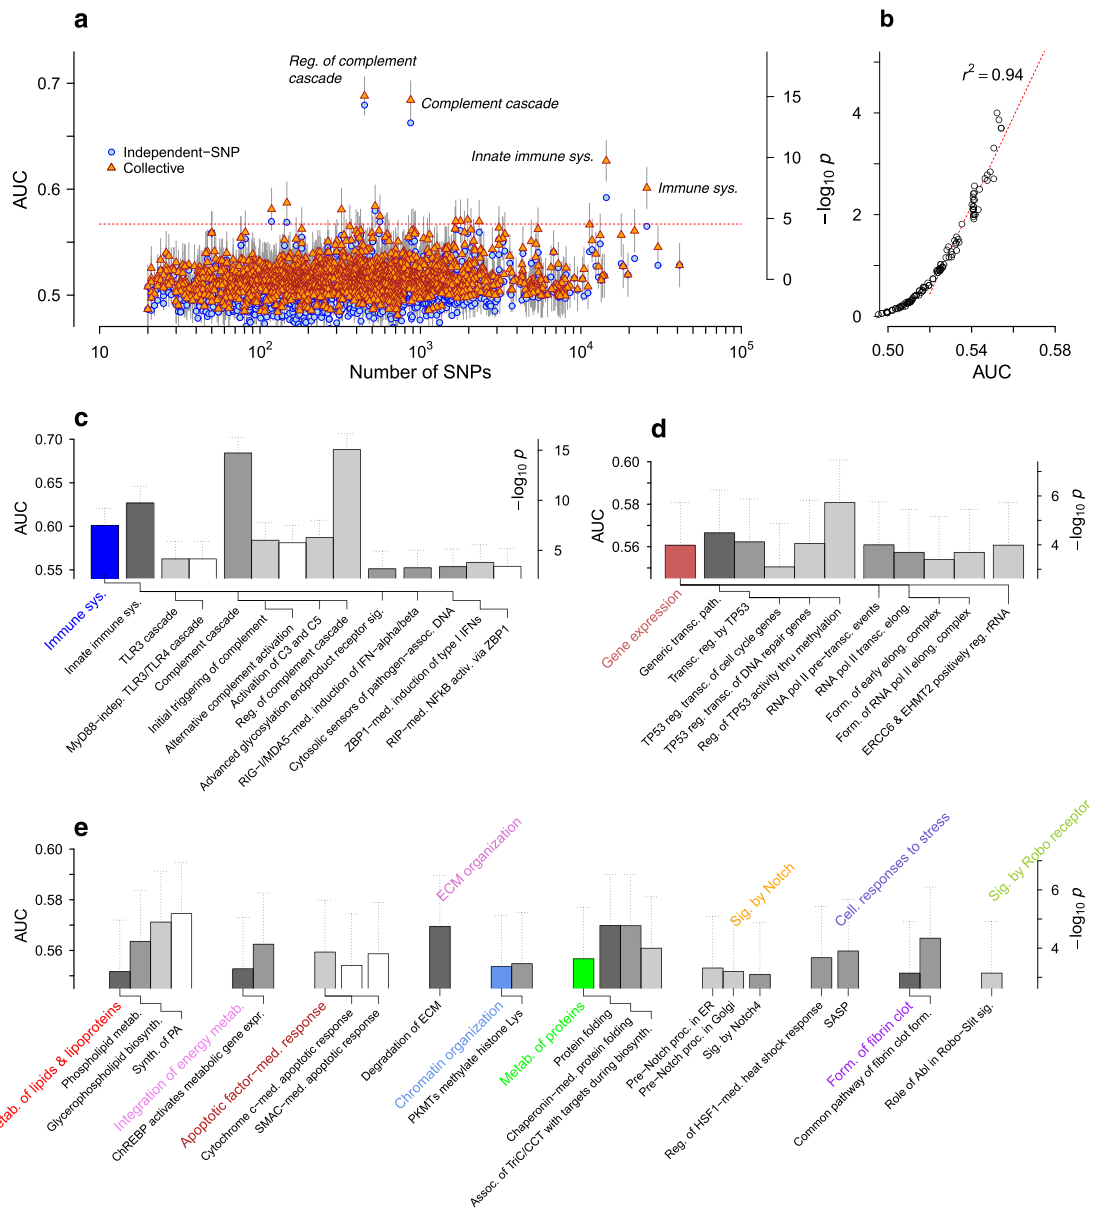 a
Reg. of complement
cascade
Complement cascade
Innate immune sys.
Immune sys.
Independent−SNP
Collective
0.7
0.6
0.5
AUC
15
10
5
0
−log10 p
10
10^2
10^3
10^4
10^5
Number of SNPs
b
r^2 = 0.94
4
2
0
0.50
0.54
0.58
AUC
c
0.70
0.65
0.60
0.55
AUC
15
10
5
−log10 p
Immune sys.
Innate immune sys.
TLR3 cascade
MyD88−indep. TLR3/TLR4 cascade
Complement cascade
Initial triggering of complement
Alternative complement activation
Activation of C3 and C5
Reg. of complement cascade
Advanced glycosylation endproduct receptor sig.
RIG−I/MDA5−med. induction of IFN−alpha/beta
Cytosolic sensors of pathogen−assoc. DNA
ZBP1−med. induction of type I IFNs
RIP−med. NFkB activ. via ZBP1
d
0.60
0.58
0.56
AUC
6
4
−log10 p
Gene expression
Generic transc. path.
Transc. reg. by TP53
TP53 reg. transc. of cell cycle genes
TP53 reg. transc. of DNA repair genes
Reg. of TP53 activity thru methylation
RNA pol II pre−transc. events
RNA pol II transc. elong.
Form. of early elong. complex
Form. of RNA pol II elong. complex
ERCC6 & EHMT2 positively reg. rRNA
e
0.60
0.58
0.56
AUC
6
4
−log10 p
etab. of lipids & lipoproteins
Phospholipid metab.
Glycerophospholipid biosynth.
Synth. of PA
Integration of energy metab.
ChREBP activates metabolic gene expr.
Apoptotic factor−med. response
Cytochrome c−med. apoptotic response
SMAC−med. apoptotic response
ECM organization
Degradation of ECM
Chromatin organization
PKMTs methylate histone Lys
Metab. of proteins
Protein folding
Chaperonin−med. protein folding
Assoc. of TriC/CCT with targets during biosynth.
Sig. by Notch
Pre−Notch proc. in ER
Pre−Notch proc. in Golgi
Sig. by Notch4
Cell. responses to stress
Reg. of HSF1−med. heat shock response
SASP
Form. of fibrin clot
Common pathway of fibrin clot form.
Sig. by Robo receptor
Role of Abl in Robo−Slit sig.